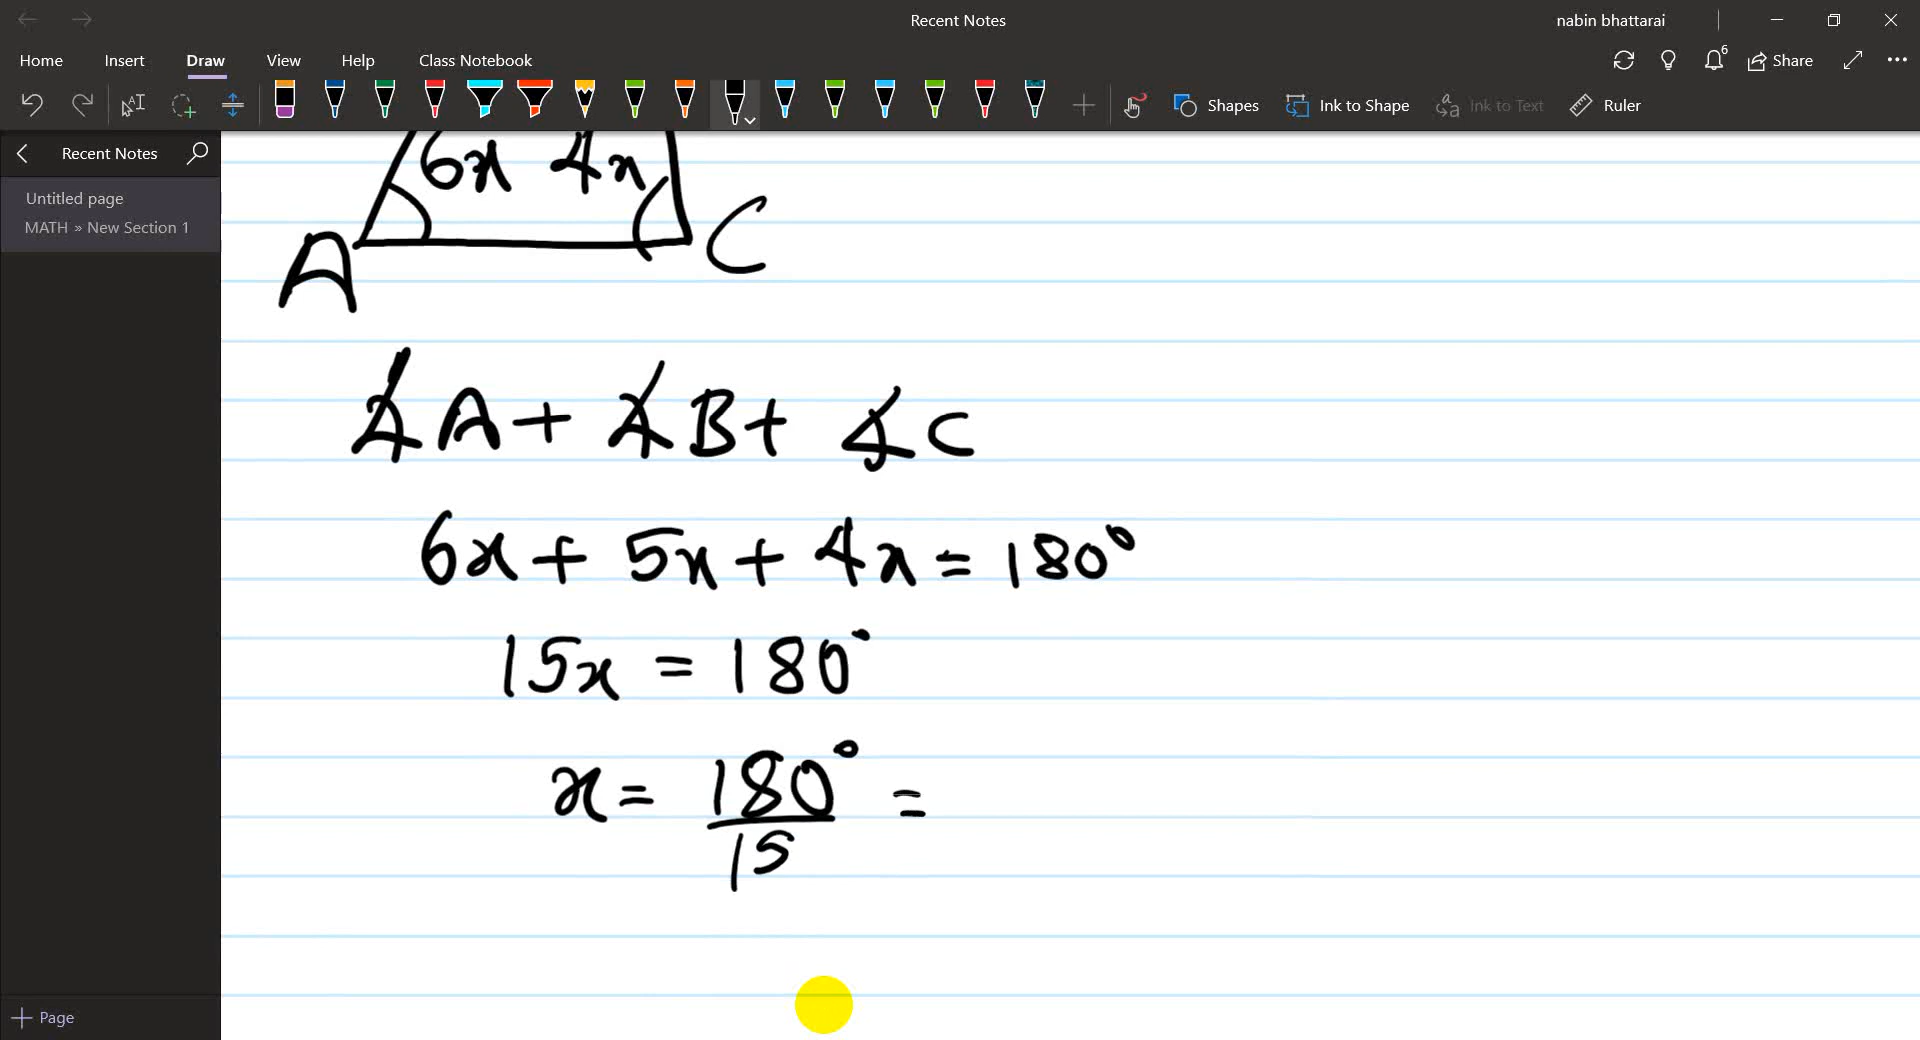 Recent Notes
nabin bhattarai
Home Insert Draw View Help Class Notebook
6
Share
Shapes Ink to Shape Ink to Text Ruler
Recent Notes
Untitled page
MATH » New Section 1
6x 4x
A C
∡A + ∡B + ∡C
6x + 5x + 4x = 180°
15x = 180°
x = 180° =
15
Page